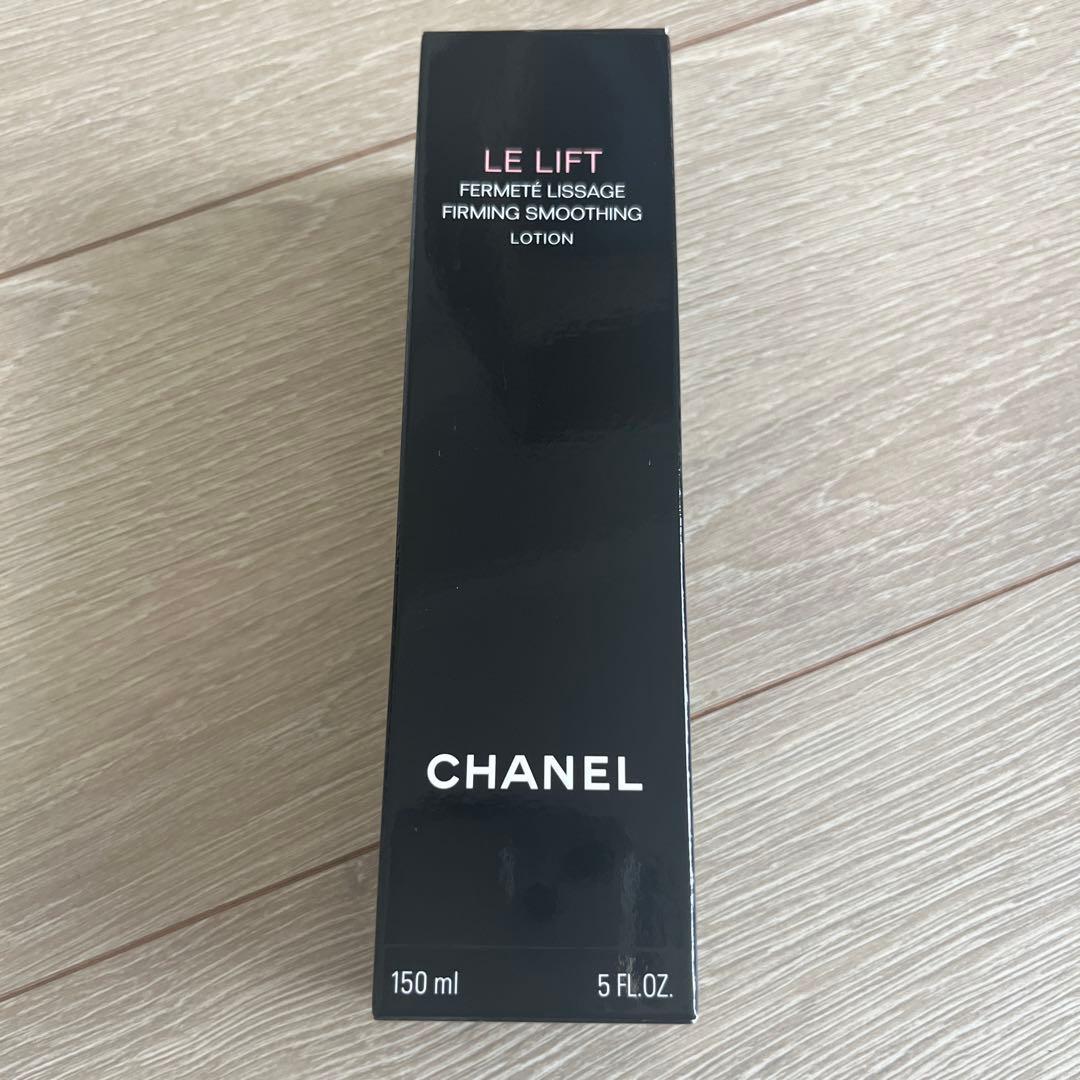 LE LIFT
FERMETÉ LISSAGE
FIRMING SMOOTHING
LOTION
CHANEL
150 ml 5 FL.OZ.